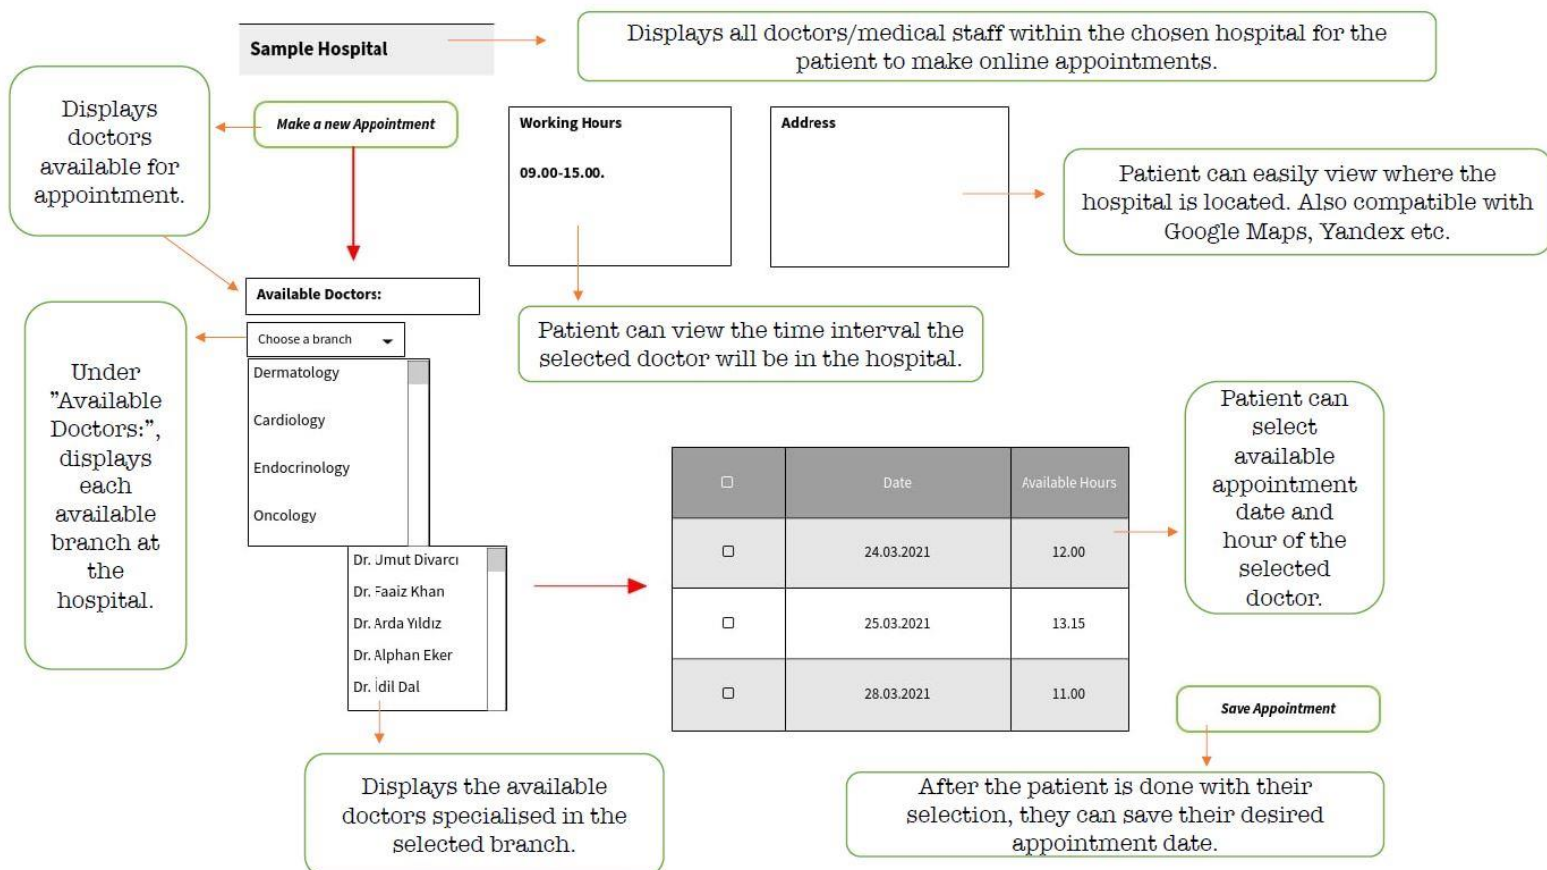 Sample Hospital
Displays all doctors/medical staff within the chosen hospital for the
patient to make online appointments.
Displays
doctors
available for
appointment.
Make a new Appointment
Working Hours
09.00-15.00.
Address
Patient can easily view where the
hospital is located. Also compatible with
Google Maps, Yandex etc.
Available Doctors:
Choose a branch
Patient can view the time interval the
selected doctor will be in the hospital.
Under
"Available
Doctors:",
displays
each
available
branch at
the
hospital.
Dermatology
Cardiology
Endocrinology
Oncology
Dr. Umut Divarcı
Dr. Faaiz Khan
Dr. Arda Yıldız
Dr. Alphan Eker
Dr. İdil Dal
Date Available Hours
24.03.2021 12.00
25.03.2021 13.15
28.03.2021 11.00
Patient can
select
available
appointment
date and
hour of the
selected
doctor.
Save Appointment
Displays the available
doctors specialised in the
selected branch.
After the patient is done with their
selection, they can save their desired
appointment date.